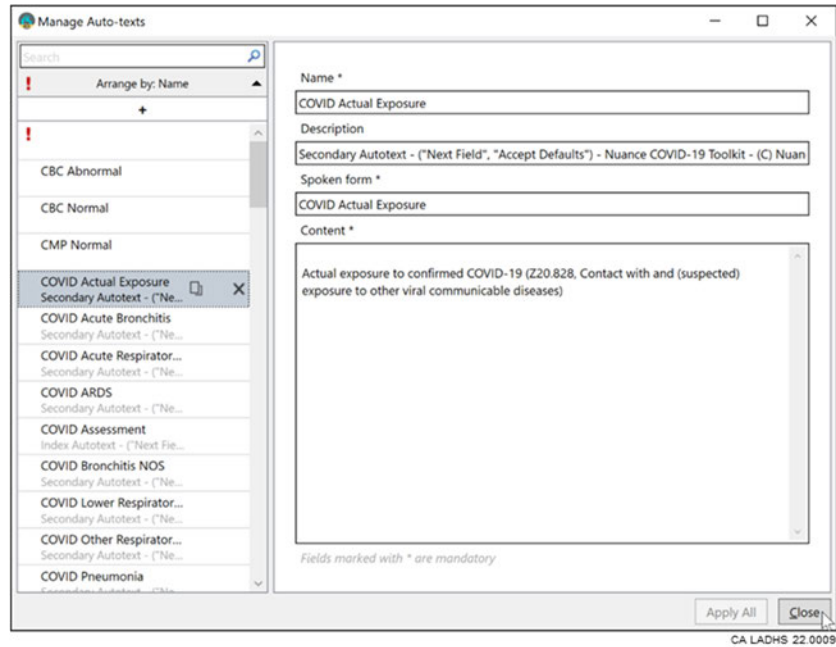 Manage Auto-texts
Search
! Arrange by: Name
+
!
CBC Abnormal
CBC Normal
CMP Normal
COVID Actual Exposure
Secondary Autotext - ("Ne...
COVID Acute Bronchitis
Secondary Autotext - ("Ne...
COVID Acute Respirator...
Secondary Autotext - ("Ne...
COVID ARDS
Secondary Autotext - ("Ne...
COVID Assessment
Index Autotext - ("Next Fie...
COVID Bronchitis NOS
Secondary Autotext - ("Ne...
COVID Lower Respirator...
Secondary Autotext - ("Ne...
COVID Other Respirator...
Secondary Autotext - ("Ne...
COVID Pneumonia
Name *
COVID Actual Exposure
Description
Secondary Autotext - ("Next Field", "Accept Defaults") - Nuance COVID-19 Toolkit - (C) Nuan
Spoken form *
COVID Actual Exposure
Content *
Actual exposure to confirmed COVID-19 (Z20.828, Contact with and (suspected)
exposure to other viral communicable diseases)
Fields marked with * are mandatory
Apply All
Close
CA LADHS 22.0009